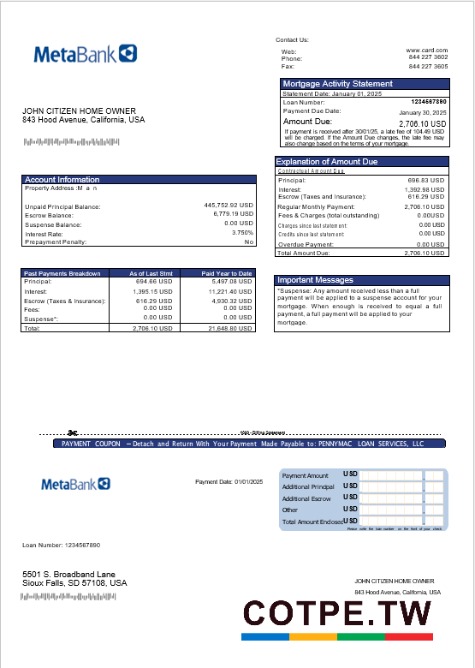 MetaBank
Contact Us:
Web: www.card.com
Phone: 844 227 3602
Fax: 844 227 3605
Mortgage Activity Statement
Statement Date: January 01, 2025
Loan Number: 1234567890
Payment Due Date: January 30, 2025
Amount Due: 2,706.10 USD
If payment is received after 30/01/25, a late fee of 104.49 USD
will be charged. If the Amount Due changes, the late fee may
also change based on the terms of your mortgage.
JOHN CITIZEN HOME OWNER
843 Hood Avenue, California, USA
Account Information
Property Address :M a n
Unpaid Principal Balance: 445,752.92 USD
Escrow Balance: 6,779.19 USD
Suspense Balance: 0.00 USD
Interest Rate: 3.750%
Prepayment Penalty: No
Explanation of Amount Due
Contractual Amount Due
Principal: 696.83 USD
Interest: 1,392.98 USD
Escrow (Taxes and Insurance): 616.29 USD
Regular Monthly Payment: 2,706.10 USD
Fees & Charges (total outstanding) 0.00USD
Charges since last statement 0.00 USD
Credits since last statement 0.00 USD
Overdue Payment: 0.00 USD
Total Amount Due: 2,706.10 USD
Past Payments Breakdown As of Last Stmt Paid Year to Date
Principal: 694.66 USD 5,497.08 USD
Interest: 1,395.15 USD 11,221.40 USD
Escrow (Taxes & Insurance): 616.29 USD 4,930.32 USD
Fees: 0.00 USD 0.00 USD
Suspense*: 0.00 USD 0.00 USD
Total: 2,706.10 USD 21,648.80 USD
Important Messages
*Suspense: Any amount received less than a full
payment will be applied to a suspense account for your
mortgage. When enough is received to equal a full
payment, a full payment will be applied to your
mortgage.
PAYMENT COUPON – Detach and Return With Your Payment Made Payable to: PENNYMAC LOAN SERVICES, LLC
MetaBank
Payment Date: 01/01/2025
Payment Amount USD
Additional Principal USD
Additional Escrow USD
Other USD
Total Amount Enclosed USD
Loan Number: 1234567890
5501 S. Broadband Lane
Sioux Falls, SD 57108, USA
JOHN CITIZEN HOME OWNER
843 Hood Avenue, California, USA
COTPE.TW